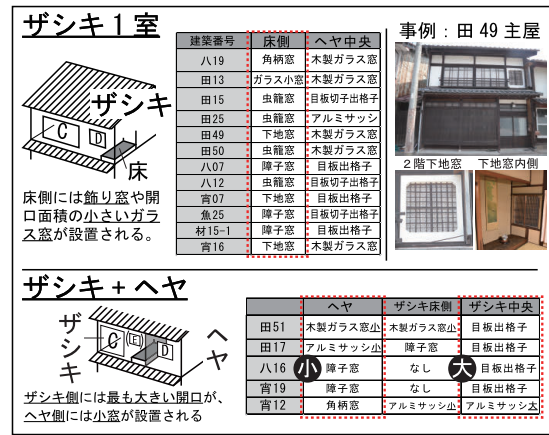 ザシキ１室
C
D
ザシキ
床
床側には飾り窓や開
口面積の小さいガラ
ス窓が設置される。
建築番号 床側 ヘヤ中央
八19 角柄窓 木製ガラス窓
田13 ガラス小窓 木製ガラス窓
田15 虫籠窓 目板切子出格子
田25 虫籠窓 アルミサッシ
田49 下地窓 木製ガラス窓
田50 虫籠窓 木製ガラス窓
八07 障子窓 目板出格子
八12 虫籠窓 目板切子出格子
宵07 下地窓 目板出格子
魚25 障子窓 目板切子出格子
材15-1 障子窓 目板出格子
宵16 下地窓 木製ガラス窓
事例：田 49 主屋
２階下地窓 下地窓内側
ザシキ + ヘヤ
ザシキ
C
E
D
ヘヤ
ザシキ側には最も大きい開口が、
ヘヤ側には小窓が設置される
ヘヤ ザシキ床側 ザシキ中央
田51 木製ガラス窓小 木製ガラス窓小 目板出格子
田17 アルミサッシ小 障子窓 目板出格子
八16 小 障子窓 なし 大 目板出格子
宵19 障子窓 なし 目板出格子
宵12 角柄窓 アルミサッシ小 アルミサッシ大